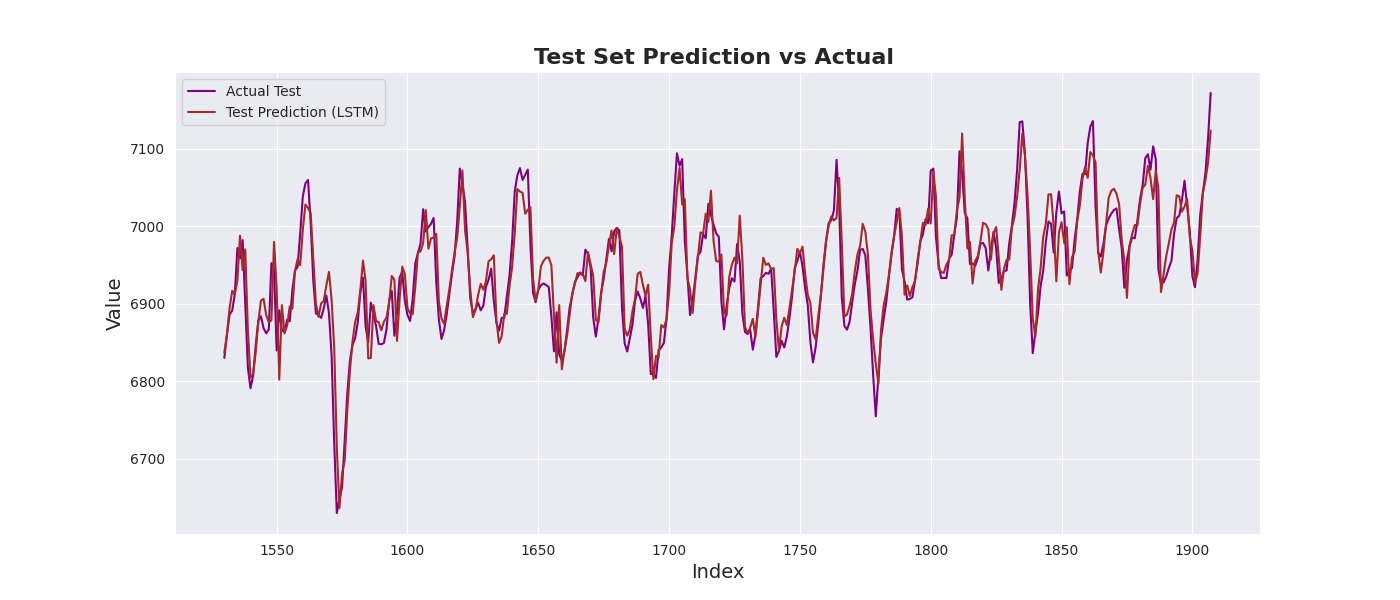 Test Set Prediction vs Actual
Actual Test
Test Prediction (LSTM)
Value
7100
7000
6900
6800
6700
1550 1600 1650 1700 1750 1800 1850 1900
Index